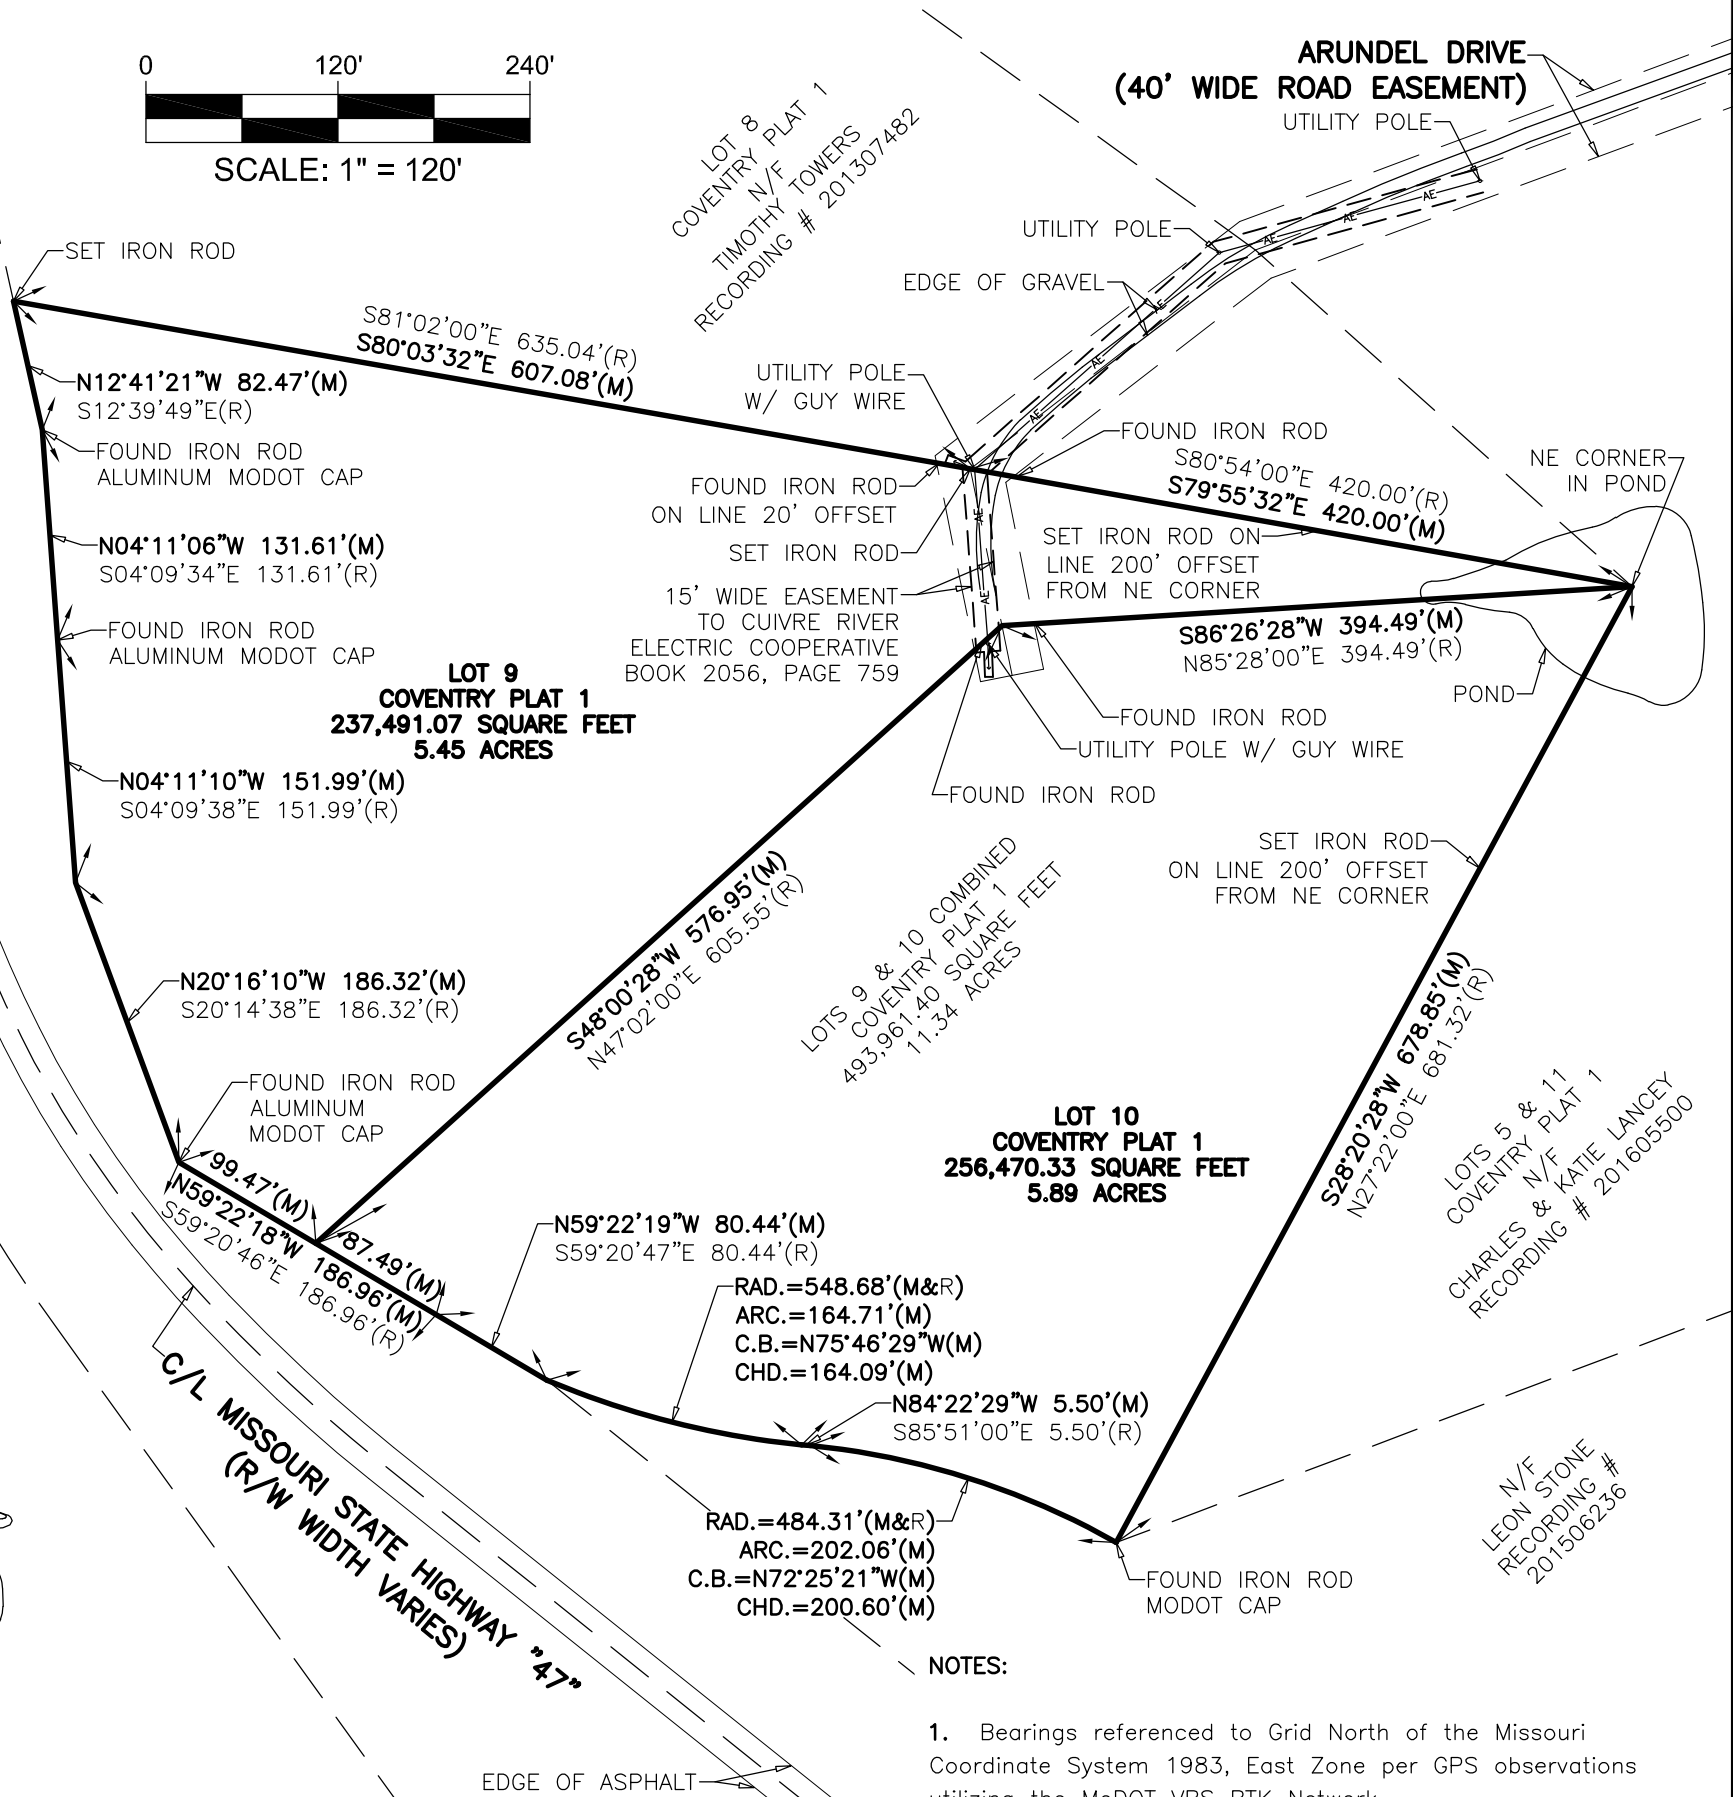 0 120' 240'
SCALE: 1" = 120'
ARUNDEL DRIVE
(40' WIDE ROAD EASEMENT)
UTILITY POLE
LOT 8
COVENTRY PLAT 1
N/F
TIMOTHY TOWERS
RECORDING # 201307482
UTILITY POLE
EDGE OF GRAVEL
SET IRON ROD
S81°02'00"E 635.04'(R)
S80°03'32"E 607.08'(M)
N12°41'21"W 82.47'(M)
S12°39'49"E(R)
UTILITY POLE
W/ GUY WIRE
FOUND IRON ROD
ALUMINUM MODOT CAP
FOUND IRON ROD
S80°54'00"E 420.00'(R)
S79°55'32"E 420.00'(M)
NE CORNER
IN POND
FOUND IRON ROD
ON LINE 20' OFFSET
SET IRON ROD
SET IRON ROD ON
LINE 200' OFFSET
FROM NE CORNER
AE
AE
AE
AE
AE
AE
AE
AE
N04°11'06"W 131.61'(M)
S04°09'34"E 131.61'(R)
15' WIDE EASEMENT
TO CUIVRE RIVER
ELECTRIC COOPERATIVE
BOOK 2056, PAGE 759
FOUND IRON ROD
ALUMINUM MODOT CAP
S86°26'28"W 394.49'(M)
N85°28'00"E 394.49'(R)
POND
LOT 9
COVENTRY PLAT 1
237,491.07 SQUARE FEET
5.45 ACRES
FOUND IRON ROD
UTILITY POLE W/ GUY WIRE
FOUND IRON ROD
N04°11'10"W 151.99'(M)
S04°09'38"E 151.99'(R)
SET IRON ROD
ON LINE 200' OFFSET
FROM NE CORNER
S48°00'28"W 576.95'(M)
N47°02'00"E 605.55'(R)
LOTS 9 & 10 COMBINED
COVENTRY PLAT 1
493,961.40 SQUARE FEET
11.34 ACRES
N20°16'10"W 186.32'(M)
S20°14'38"E 186.32'(R)
S28°20'28"W 678.85'(M)
N27°22'00"E 681.32'(R)
FOUND IRON ROD
ALUMINUM
MODOT CAP
LOT 10
COVENTRY PLAT 1
256,470.33 SQUARE FEET
5.89 ACRES
LOTS 5 & 11
COVENTRY PLAT 1
N/F
CHARLES & KATIE LANCEY
RECORDING # 201605500
99.47'(M)
87.49'(M)
N59°22'18"W 186.96'(M)
S59°20'46"E 186.96'(R)
N59°22'19"W 80.44'(M)
S59°20'47"E 80.44'(R)
RAD.=548.68'(M&R)
ARC.=164.71'(M)
C.B.=N75°46'29"W(M)
CHD.=164.09'(M)
N84°22'29"W 5.50'(M)
S85°51'00"E 5.50'(R)
C/L MISSOURI STATE HIGHWAY "47"
(R/W WIDTH VARIES)
RAD.=484.31'(M&R)
ARC.=202.06'(M)
C.B.=N72°25'21"W(M)
CHD.=200.60'(M)
N/F
LEON STONE
RECORDING #
201506236
FOUND IRON ROD
MODOT CAP
NOTES:
1. Bearings referenced to Grid North of the Missouri
Coordinate System 1983, East Zone per GPS observations
utilizing the MoDOT VRS RTK Network
EDGE OF ASPHALT